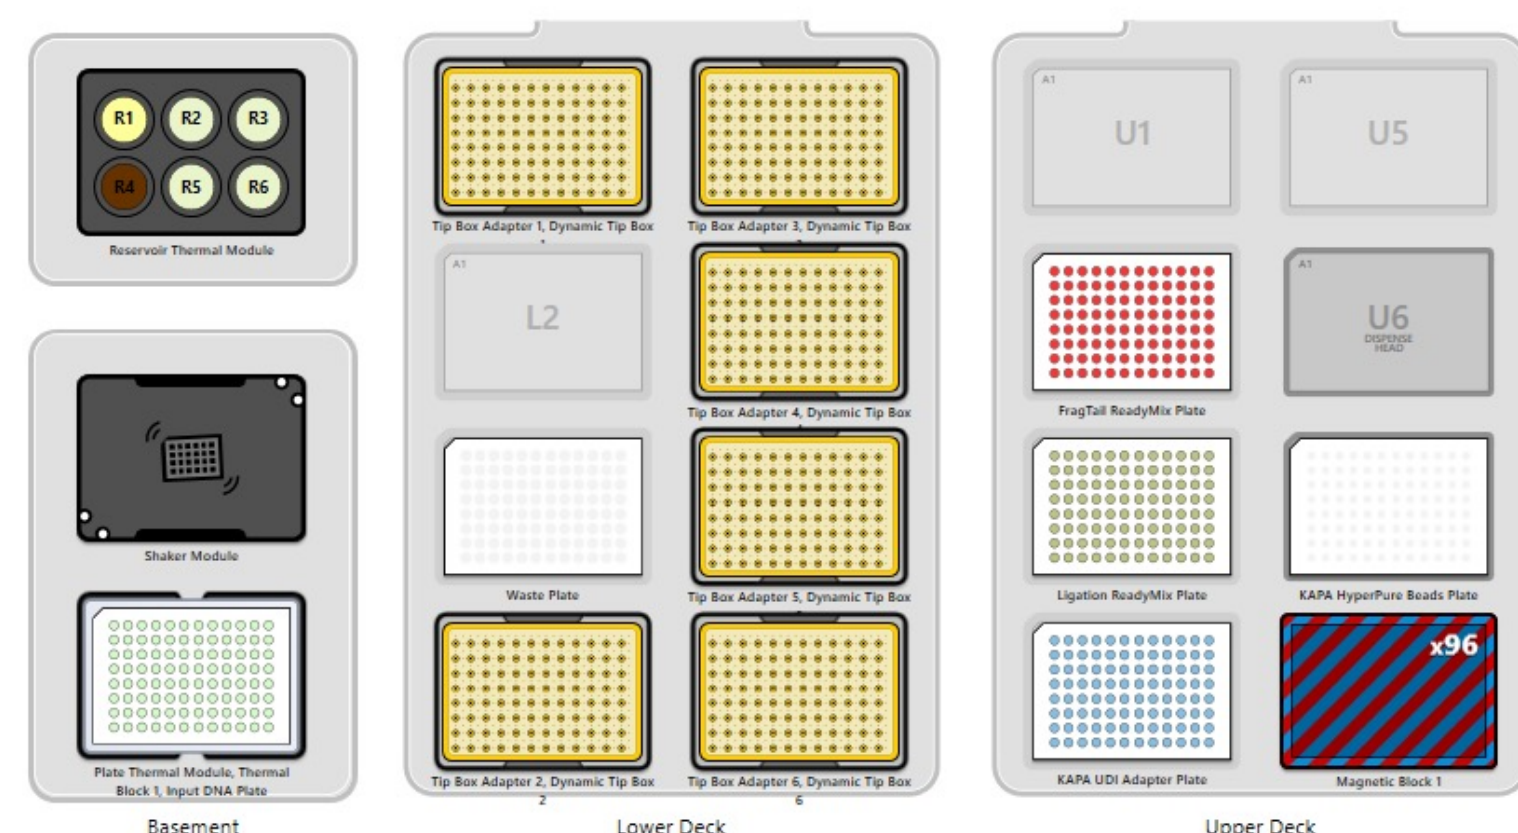 R1 R2 R3
R4 R5 R6
Reservoir Thermal Module
Shaker Module
Plate Thermal Module, Thermal
Block 1, Input DNA Plate
Basement
Tip Box Adapter 1, Dynamic Tip Box
Tip Box Adapter 3, Dynamic Tip Box
A1
L2
Tip Box Adapter 4, Dynamic Tip Box
Waste Plate
Tip Box Adapter 5, Dynamic Tip Box
Tip Box Adapter 2, Dynamic Tip Box
2
Tip Box Adapter 6, Dynamic Tip Box
6
Lower Deck
A1
U1
A1
U5
FragTail ReadyMix Plate
A1
U6
DISPENSE
HEAD
Ligation ReadyMix Plate
KAPA HyperPure Beads Plate
KAPA UDI Adapter Plate
x96
Magnetic Block 1
Upper Deck